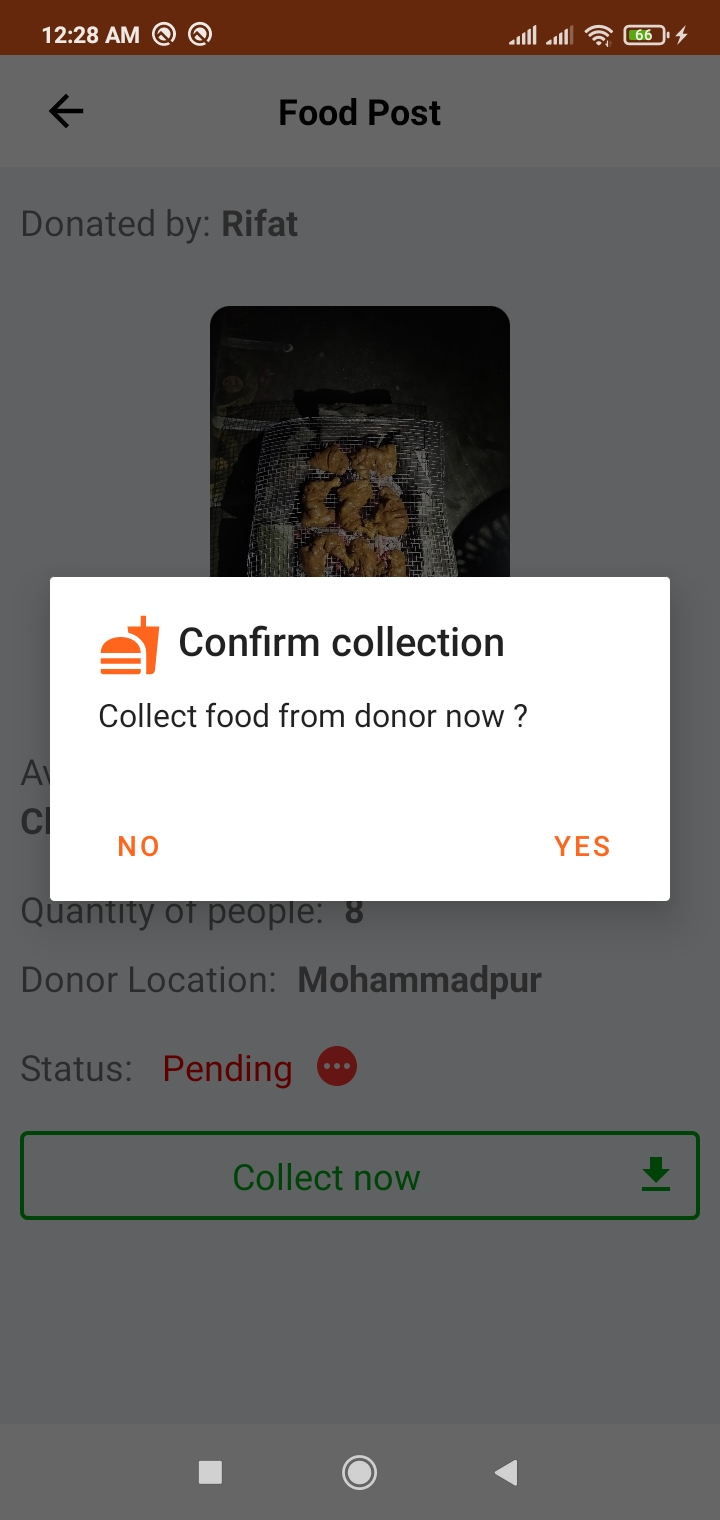 12:28 AM 66
Food Post
Donated by: Rifat
Confirm collection
Collect food from donor now ?
NO YES
Quantity of people: 8
Donor Location: Mohammadpur
Status: Pending
Collect now